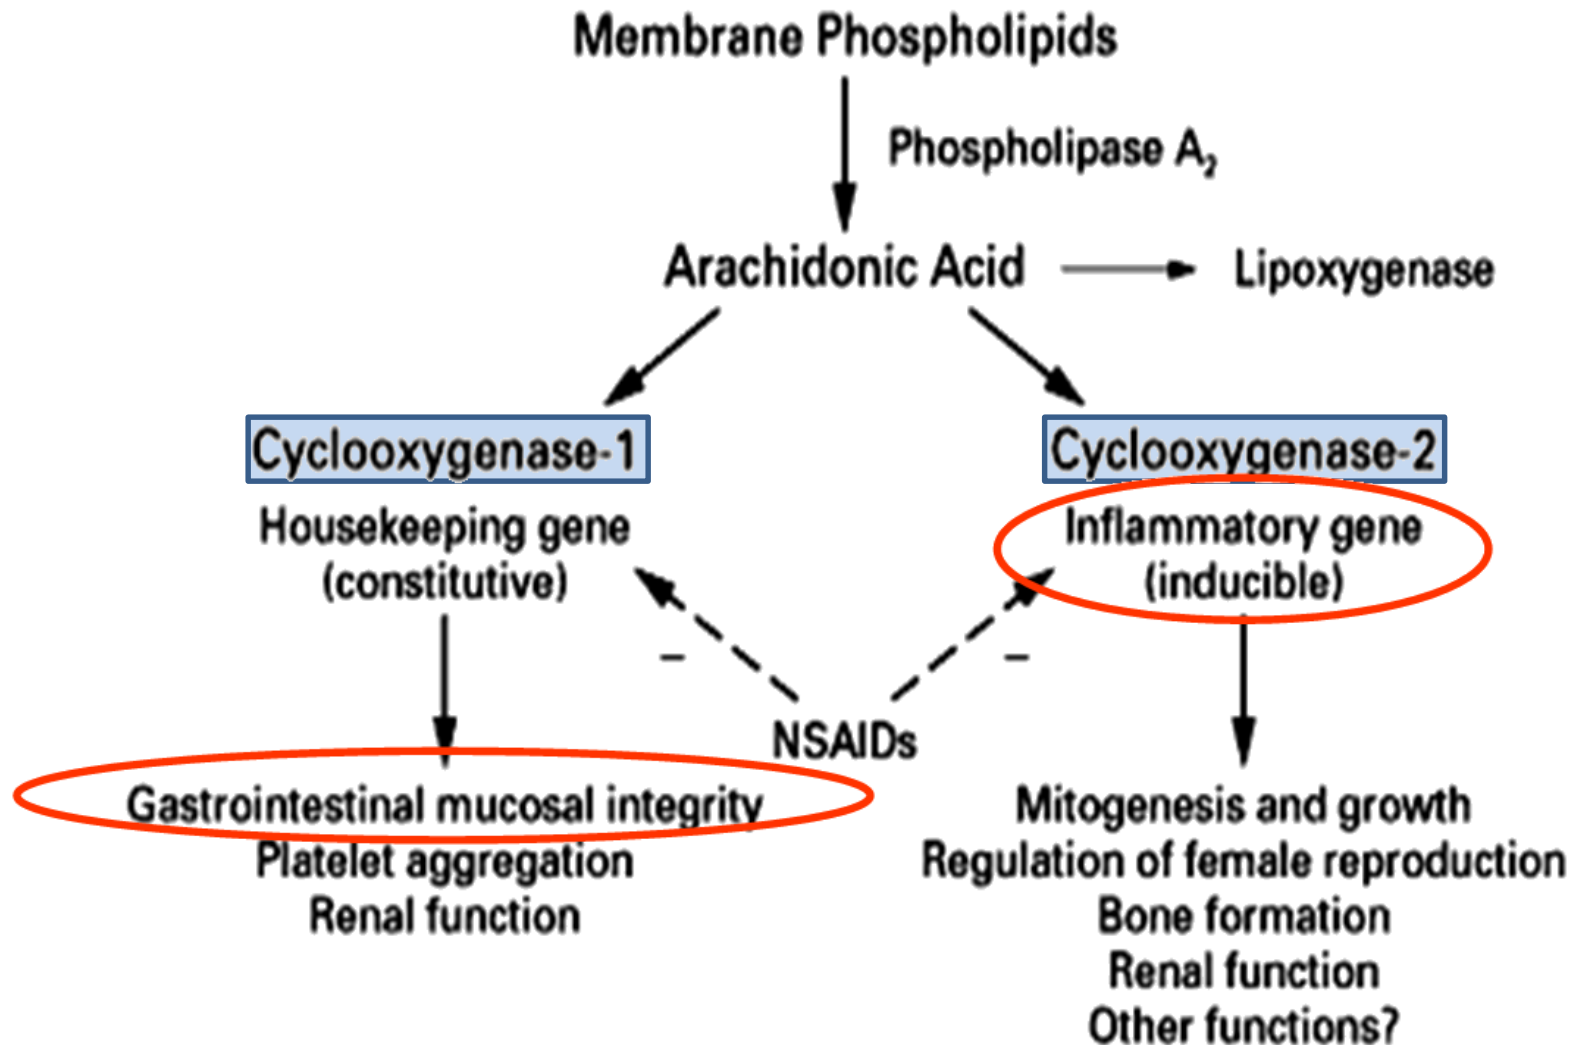 Membrane Phospholipids
Phospholipase A₂
Arachidonic Acid
Lipoxygenase
Cyclooxygenase-1
Cyclooxygenase-2
Housekeeping gene
(constitutive)
Inflammatory gene
(inducible)
–
–
NSAIDs
Gastrointestinal mucosal integrity
Platelet aggregation
Renal function
Mitogenesis and growth
Regulation of female reproduction
Bone formation
Renal function
Other functions?